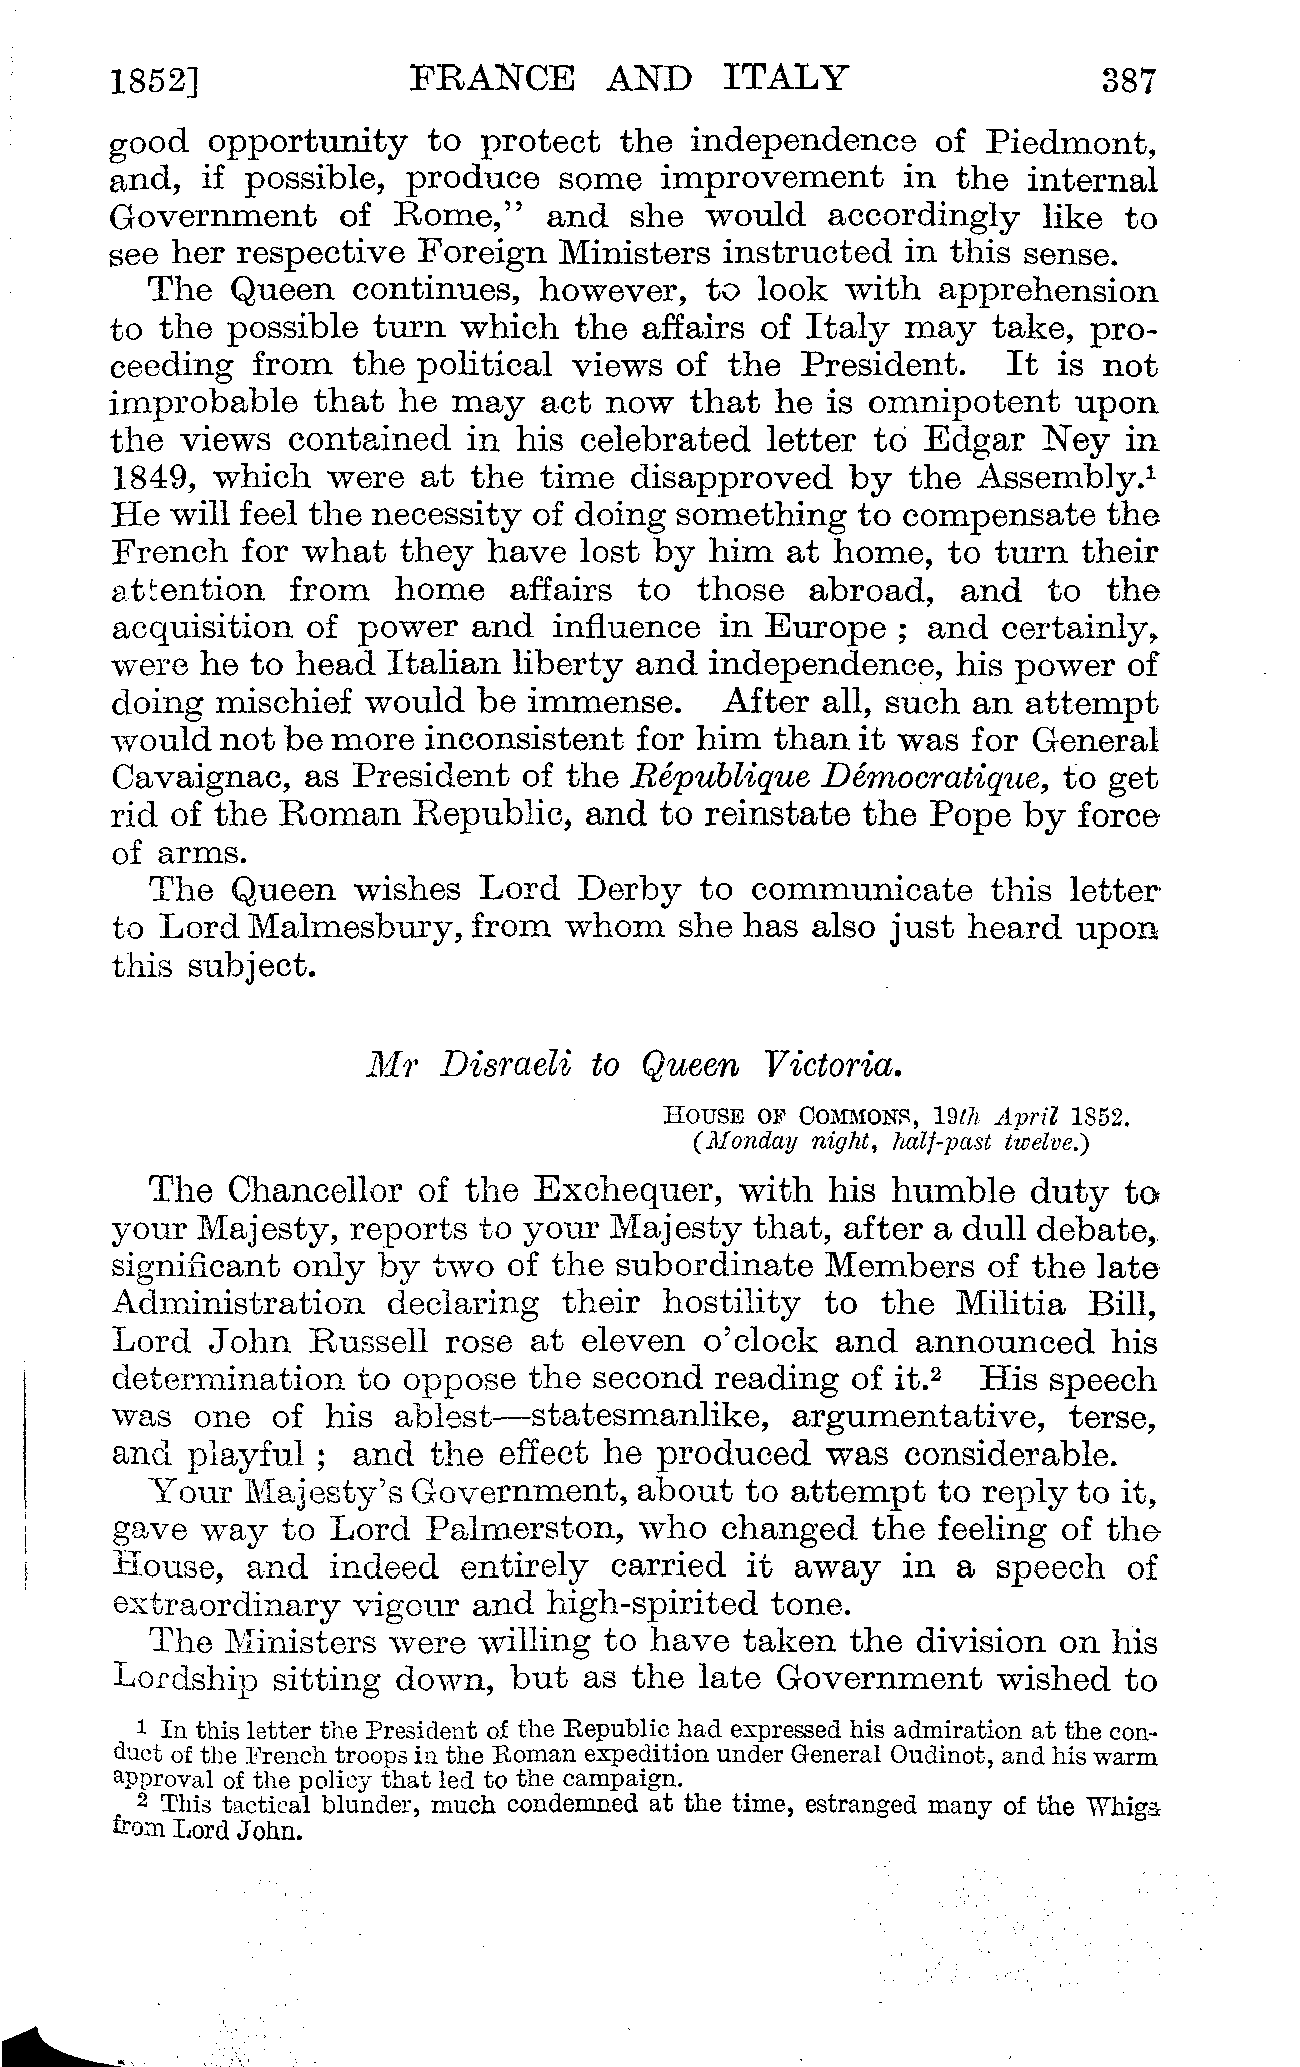 1852] FRANCE AND ITALY 387
good opportunity to protect the independence of Piedmont,
and, if possible, produce some improvement in the internal
Government of Rome,” and she would accordingly like to
see her respective Foreign Ministers instructed in this sense.
The Queen continues, however, to look with apprehension
to the possible turn which the affairs of Italy may take, pro-
ceeding from the political views of the President. It is not
improbable that he may act now that he is omnipotent upon
the views contained in his celebrated letter to Edgar Ney in
1849, which were at the time disapproved by the Assembly.¹
He will feel the necessity of doing something to compensate the
French for what they have lost by him at home, to turn their
attention from home affairs to those abroad, and to the
acquisition of power and influence in Europe ; and certainly,
were he to head Italian liberty and independence, his power of
doing mischief would be immense. After all, such an attempt
would not be more inconsistent for him than it was for General
Cavaignac, as President of the République Démocratique, to get
rid of the Roman Republic, and to reinstate the Pope by force
of arms.
The Queen wishes Lord Derby to communicate this letter
to Lord Malmesbury, from whom she has also just heard upon
this subject.
Mr Disraeli to Queen Victoria.
HOUSE OF COMMONS, 19th April 1852.
(Monday night, half-past twelve.)
The Chancellor of the Exchequer, with his humble duty to
your Majesty, reports to your Majesty that, after a dull debate,
significant only by two of the subordinate Members of the late
Administration declaring their hostility to the Militia Bill,
Lord John Russell rose at eleven o’clock and announced his
determination to oppose the second reading of it.² His speech
was one of his ablest—statesmanlike, argumentative, terse,
and playful ; and the effect he produced was considerable.
Your Majesty’s Government, about to attempt to reply to it,
gave way to Lord Palmerston, who changed the feeling of the
House, and indeed entirely carried it away in a speech of
extraordinary vigour and high-spirited tone.
The Ministers were willing to have taken the division on his
Lordship sitting down, but as the late Government wished to
¹ In this letter the President of the Republic had expressed his admiration at the con-
duct of the French troops in the Roman expedition under General Oudinot, and his warm
approval of the policy that led to the campaign.
² This tactical blunder, much condemned at the time, estranged many of the Whigs
from Lord John.